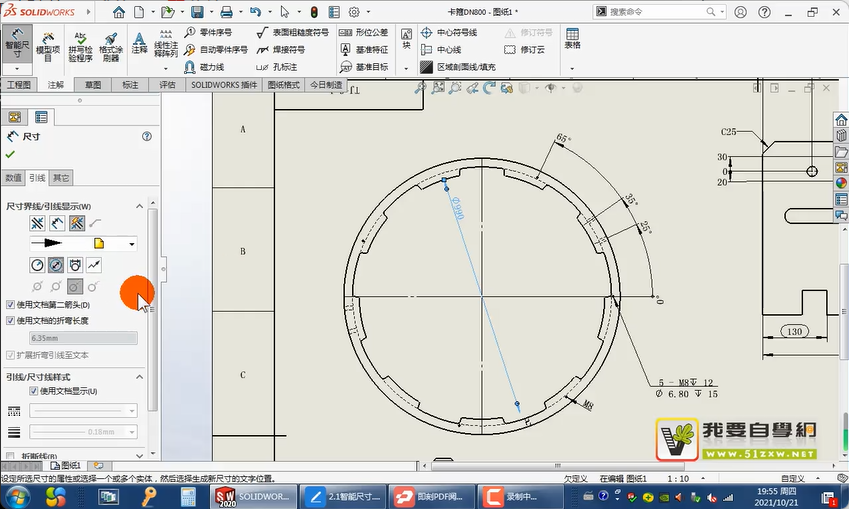 SOLIDWORKS
卡箍DN800 - 图纸1 *
搜索命令
智能尺寸
模型项目
拼写检验程序
格式涂刷器
注释
线性注释阵列
零件序号
自动零件序号
磁力线
表面粗糙度符号
焊接符号
孔标注
形位公差
基准特征
基准目标
块
中心符号线
中心线
区域剖面线/填充
修订符号
修订云
表格
工程图
注解
草图
标注
评估
SOLIDWORKS 插件
图纸格式
今日制造
尺寸
数值
引线
其它
尺寸界线/引线显示(W)
使用文档第二箭头(D)
使用文档的折弯长度
6.35mm
扩展折弯引线至文本
引线/尺寸线样式
使用文档显示(U)
0.18mm
折断线(B)
A
B
C
65°
35°
25°
0°
Φ990
5 - M8↧ 12
Φ 6.80 ↧ 15
M8
C25
30
0
20
130
我要自學網
www.51zxw.net
图纸1
设定所选尺寸的属性或选择一个或多个实体，然后选择生成新尺寸的文字位置。
欠定义
在编辑 图纸1
1 : 10
自定义
SOLIDWO...
2020
2.1智能尺寸...
即刻PDF阅...
录制中...
19:55 周四
2021/10/21